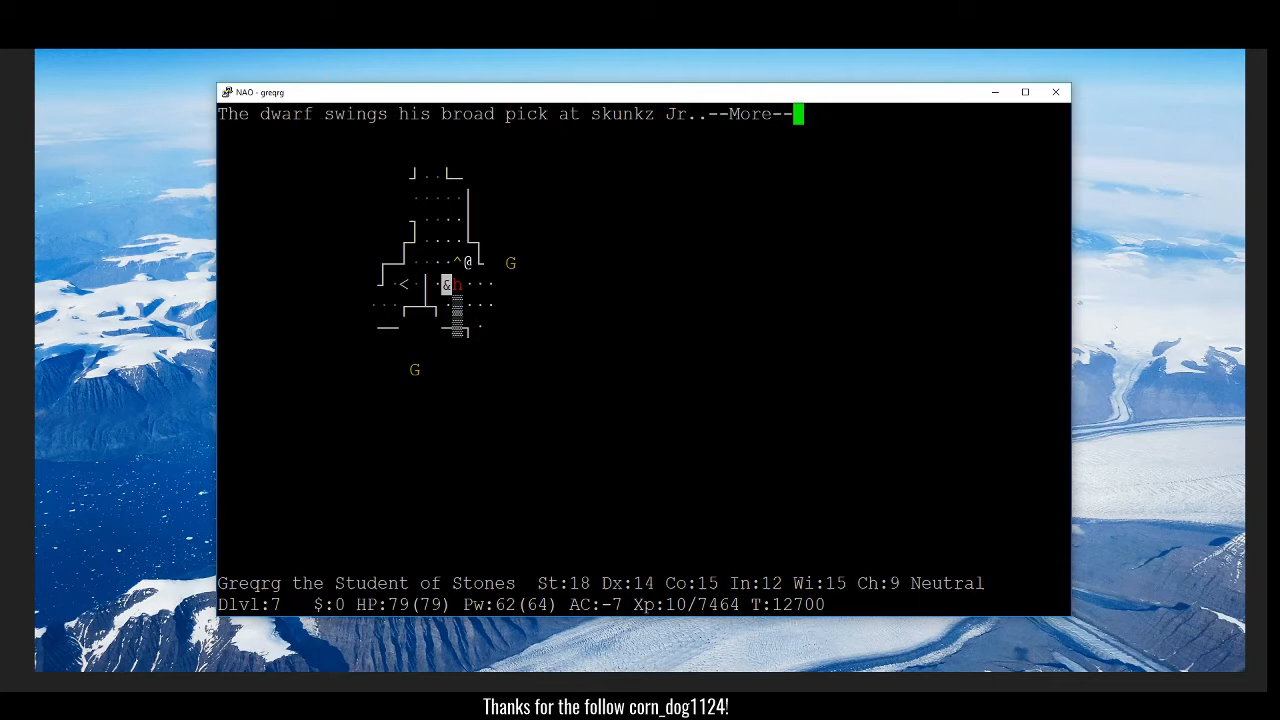 NAO - greqrg
The dwarf swings his broad pick at skunkz Jr..--More--
^@ G
< &h
G
Greqrg the Student of Stones St:18 Dx:14 Co:15 In:12 Wi:15 Ch:9 Neutral
Dlvl:7 $:0 HP:79(79) Pw:62(64) AC:-7 Xp:10/7464 T:12700
Thanks for the follow corn_dog1124!